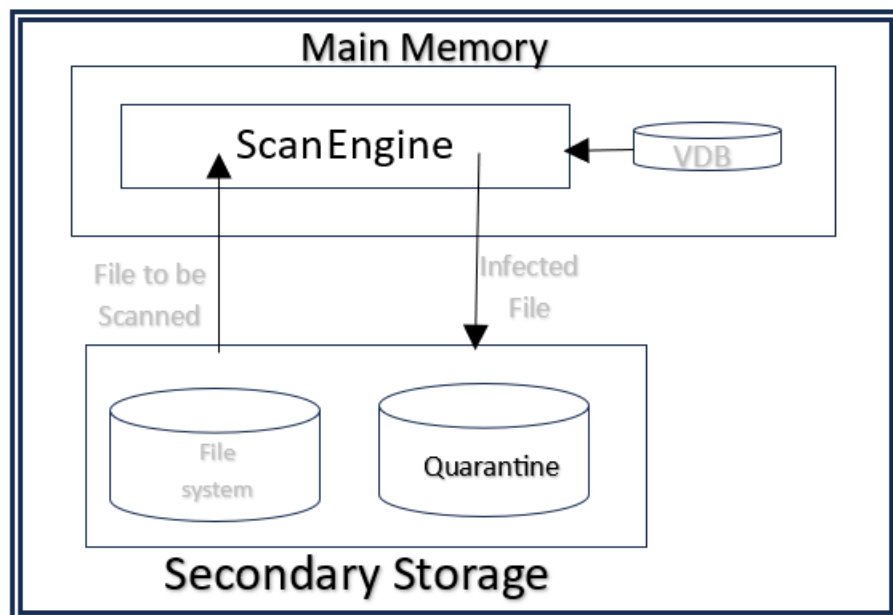 Main Memory
ScanEngine
VDB
File to be
Scanned
Infected
File
File
system
Quarantine
Secondary Storage